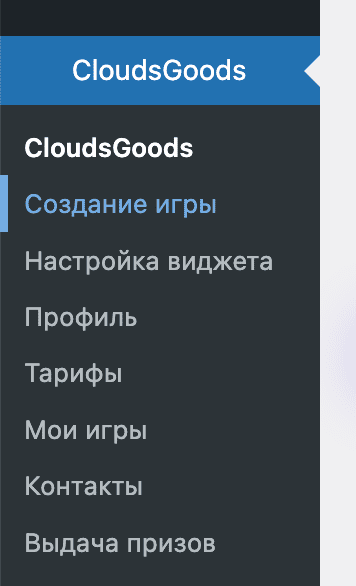 CloudsGoods
CloudsGoods
Создание игры
Настройка виджета
Профиль
Тарифы
Мои игры
Контакты
Выдача призов